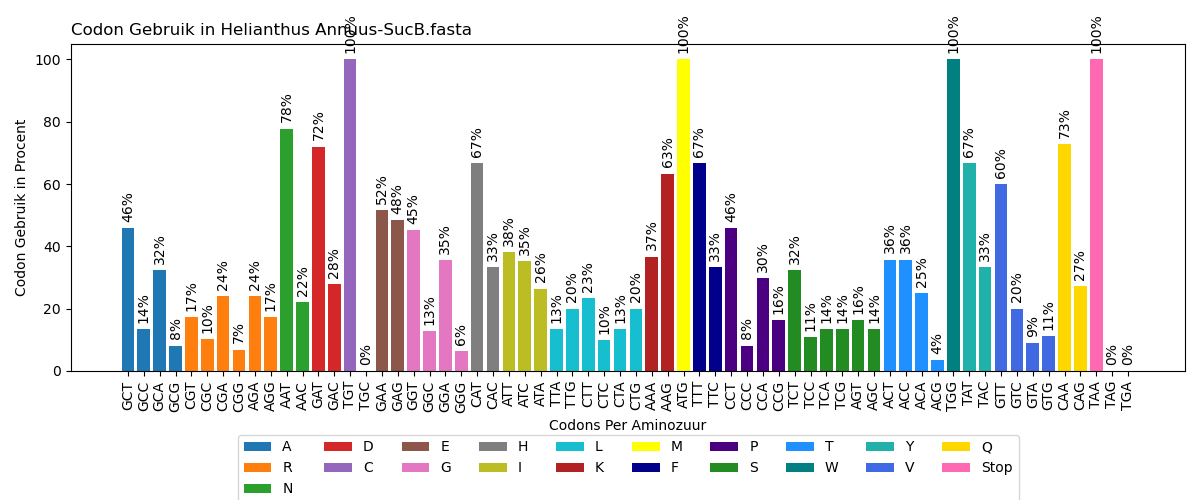 Codon Gebruik in Helianthus Annuus-SucB.fasta
Codon Gebruik in Procent
100
80
60
40
20
0
46% 14% 32% 8% 17% 10% 24% 7% 24% 17% 78% 22% 72% 28% 100% 0% 52% 48% 45% 13% 35% 6% 67% 33% 38% 35% 26% 13% 20% 23% 10% 13% 20% 37% 63% 100% 67% 33% 46% 8% 30% 16% 32% 11% 14% 14% 16% 14% 36% 36% 25% 4% 100% 67% 33% 60% 20% 9% 11% 73% 27% 100% 0% 0%
GCT GCC GCA GCG CGT CGC CGA CGG AGA AGG AAT AAC GAT GAC TGT TGC GAA GAG GGT GGC GGA GGG CAT CAC ATT ATC ATA TTA TTG CTT CTC CTA CTG AAA AAG ATG TTT TTC CCT CCC CCA CCG TCT TCC TCA TCG AGT AGC ACT ACC ACA ACG TGG TAT TAC GTT GTC GTA GTG CAA CAG TAA TAG TGA
Codons Per Aminozuur
A D E H L M P T Y Q
R C G I K F S W V Stop
N